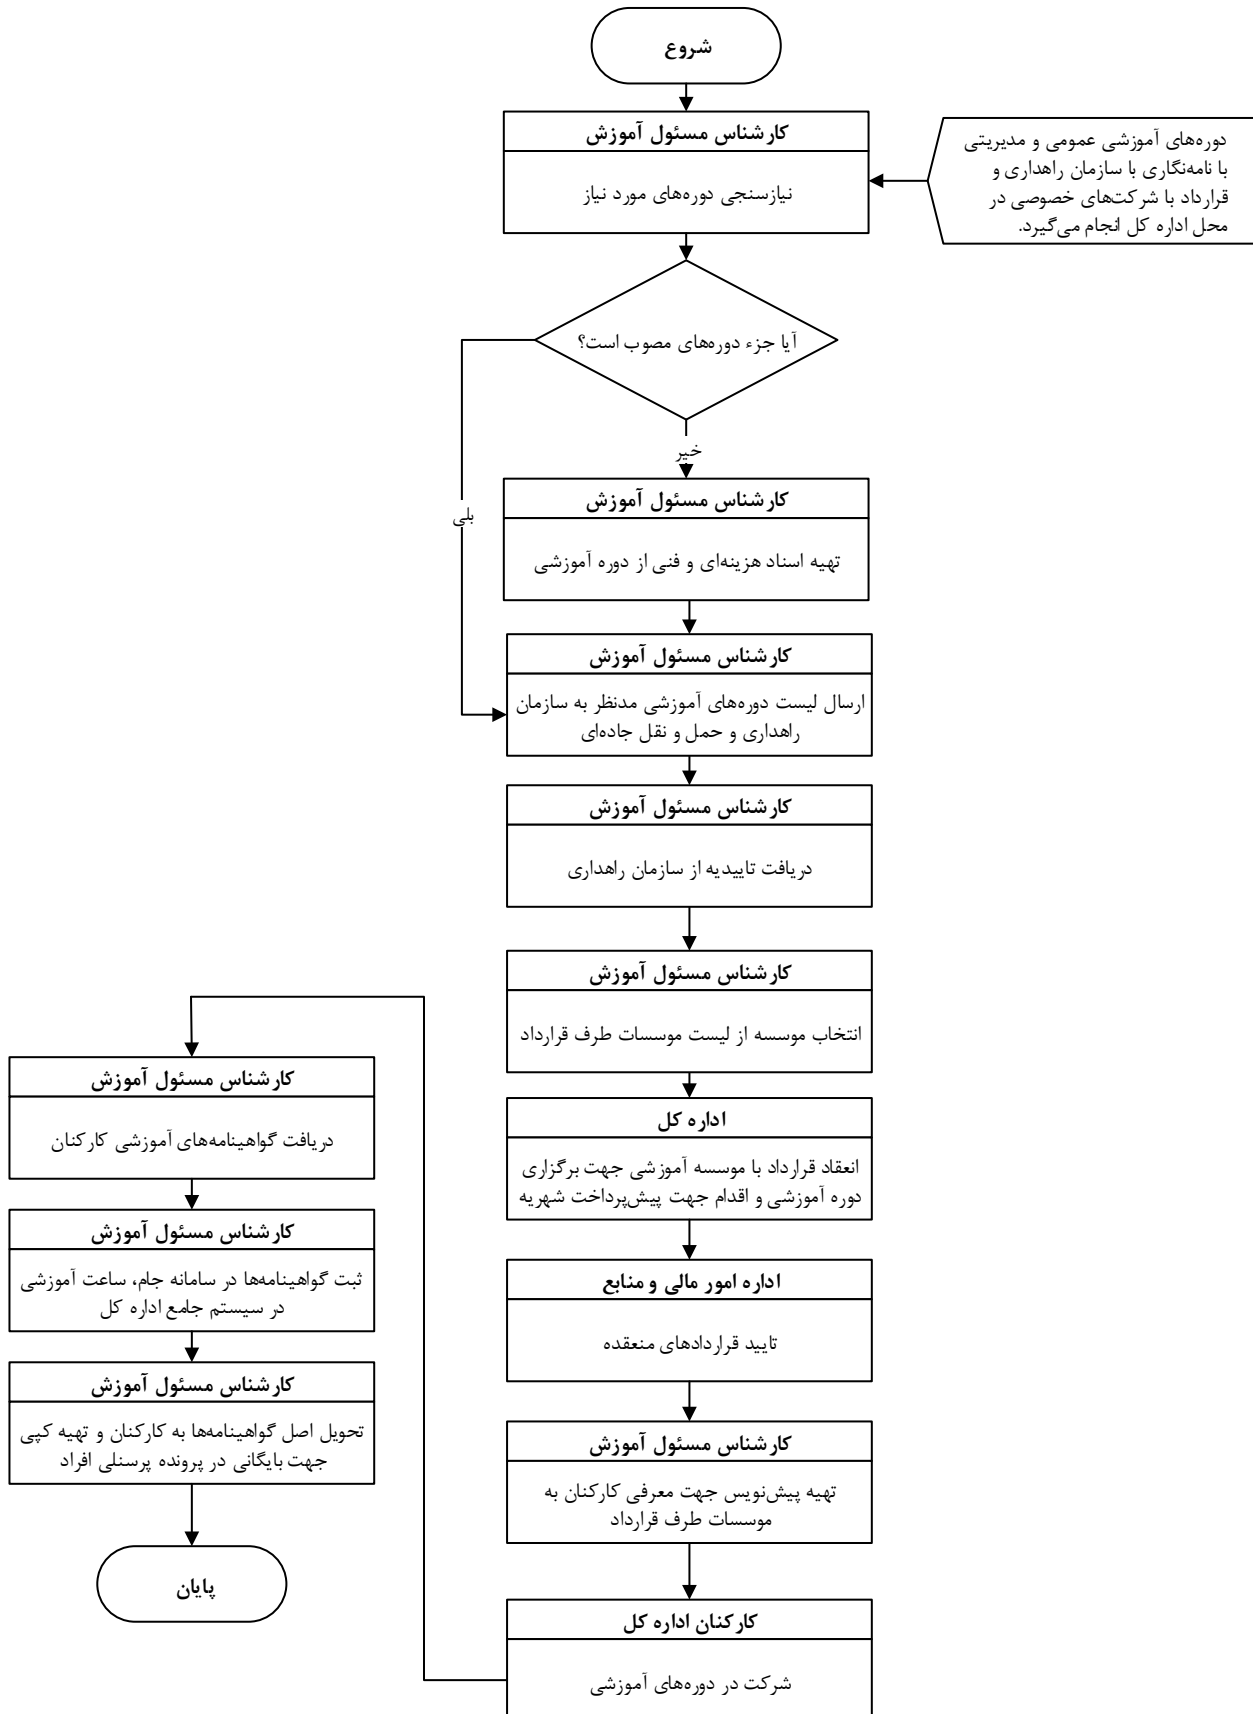 شروع
کارشناس مسئول آموزش
نیازسنجی دوره‌های مورد نیاز
دوره‌های آموزشی عمومی و مدیریتی
با نامه‌نگاری با سازمان راهداری و
قرارداد با شرکت‌های خصوصی در
محل اداره کل انجام می‌گیرد.
آیا جزء دوره‌های مصوب است؟
خیر
بلی
کارشناس مسئول آموزش
تهیه اسناد هزینه‌ای و فنی از دوره آموزشی
کارشناس مسئول آموزش
ارسال لیست دوره‌های آموزشی مدنظر به سازمان
راهداری و حمل و نقل جاده‌ای
کارشناس مسئول آموزش
دریافت تاییدیه از سازمان راهداری
کارشناس مسئول آموزش
انتخاب موسسه از لیست موسسات طرف قرارداد
اداره کل
انعقاد قرارداد با موسسه آموزشی جهت برگزاری
دوره آموزشی و اقدام جهت پیش‌پرداخت شهریه
اداره امور مالی و منابع
تایید قراردادهای منعقده
کارشناس مسئول آموزش
تهیه پیش‌نویس جهت معرفی کارکنان به
موسسات طرف قرارداد
کارکنان اداره کل
شرکت در دوره‌های آموزشی
کارشناس مسئول آموزش
دریافت گواهینامه‌های آموزشی کارکنان
کارشناس مسئول آموزش
ثبت گواهینامه‌ها در سامانه جام، ساعت آموزشی
در سیستم جامع اداره کل
کارشناس مسئول آموزش
تحویل اصل گواهینامه‌ها به کارکنان و تهیه کپی
جهت بایگانی در پرونده پرسنلی افراد
پایان